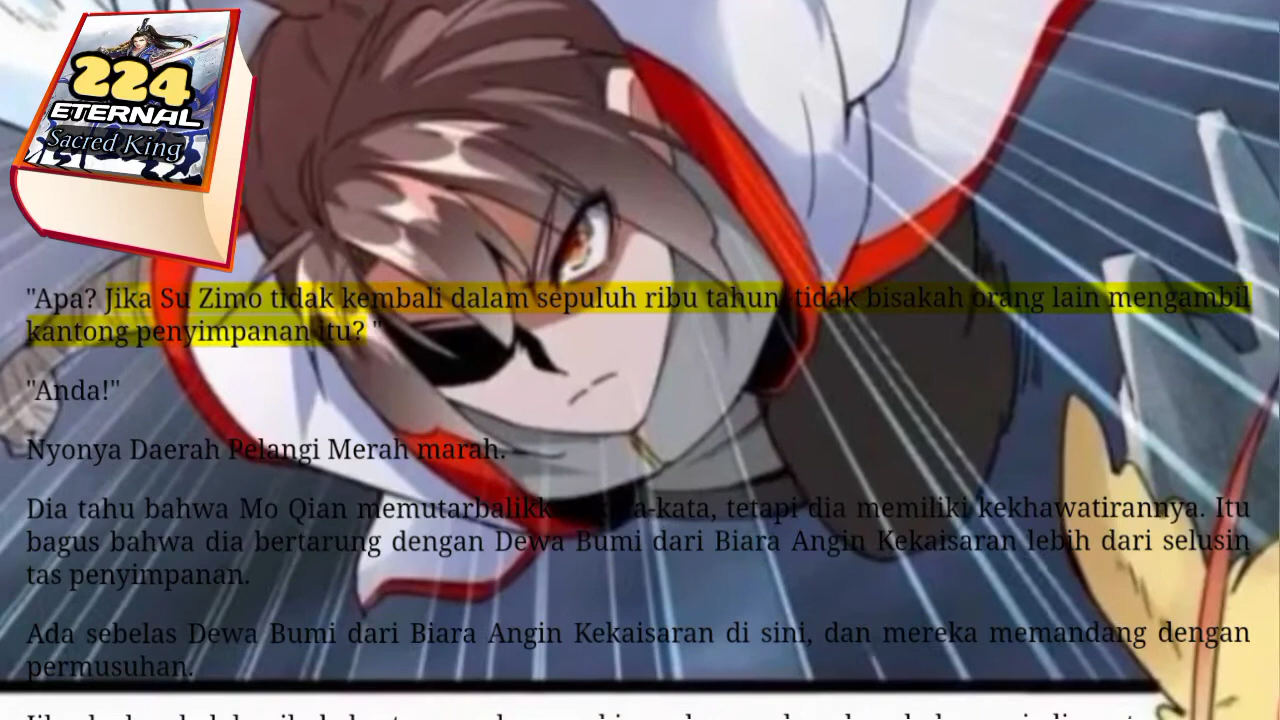 224
ETERNAL
Sacred King
"Apa? Jika Su Zimo tidak kembali dalam sepuluh ribu tahun, tidak bisakah orang lain mengambil
kantong penyimpanan itu? "
"Anda!"
Nyonya Daerah Pelangi Merah marah.
Dia tahu bahwa Mo Qian tetapi dia memiliki kekhawatirannya. Itu
bagus bahwa dia bertarung dengan Dewa Bumi dari Biara Angin Kekaisaran lebih dari selusin
tas penyimpanan.
Ada sebelas Dewa Bumi dari Biara Angin Kekaisaran di sini, dan mereka memandang dengan
permusuhan.